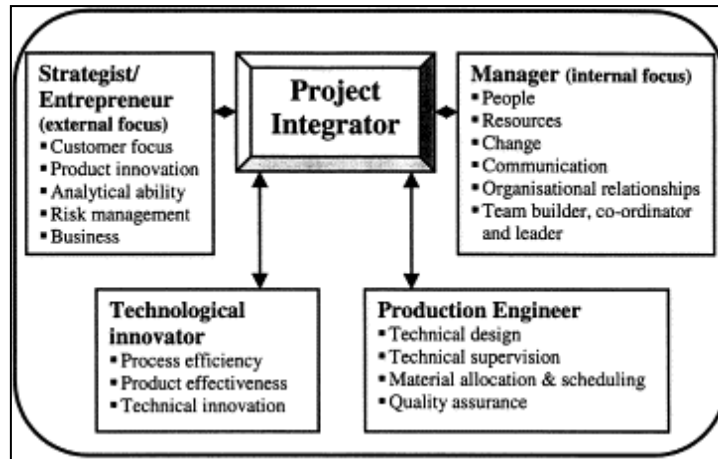 Strategist/
Entrepreneur
(external focus)
▪ Customer focus
▪ Product innovation
▪ Analytical ability
▪ Risk management
▪ Business
Project
Integrator
Manager (internal focus)
▪ People
▪ Resources
▪ Change
▪ Communication
▪ Organisational relationships
▪ Team builder, co-ordinator
and leader
Technological
innovator
▪ Process efficiency
▪ Product effectiveness
▪ Technical innovation
Production Engineer
▪ Technical design
▪ Technical supervision
▪ Material allocation & scheduling
▪ Quality assurance